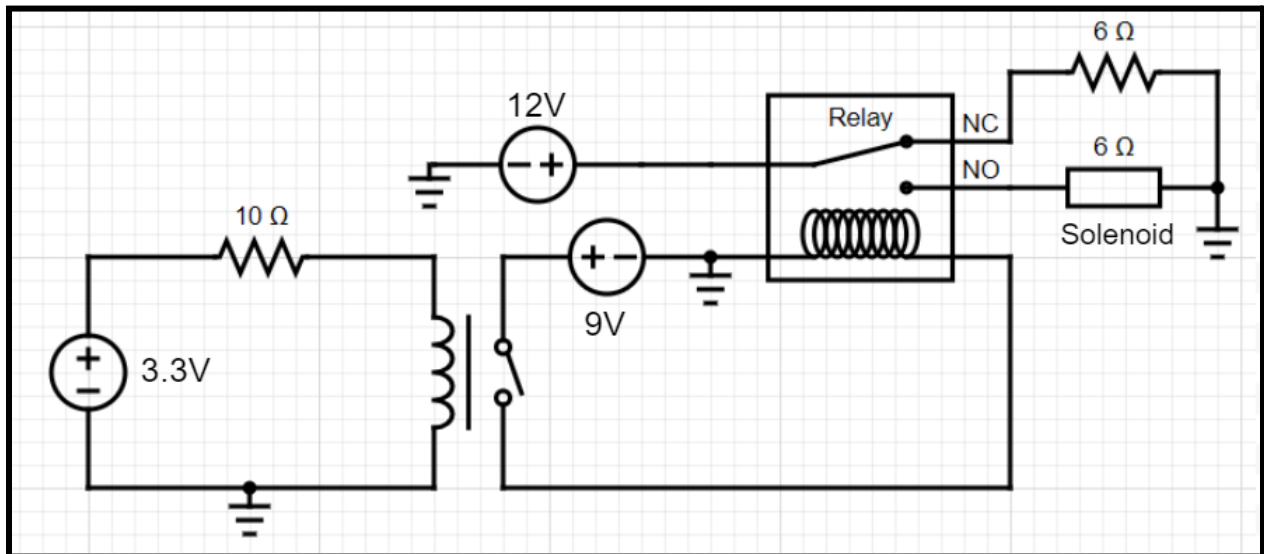 6 Ω
12V
Relay
NC
6 Ω
NO
10 Ω
Solenoid
9V
3.3V